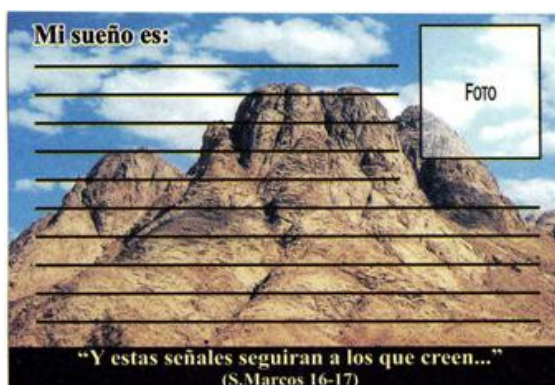 Mi sueño es:
FOTO
“Y estas señales seguiran a los que creen...”
(S.Marcos 16-17)